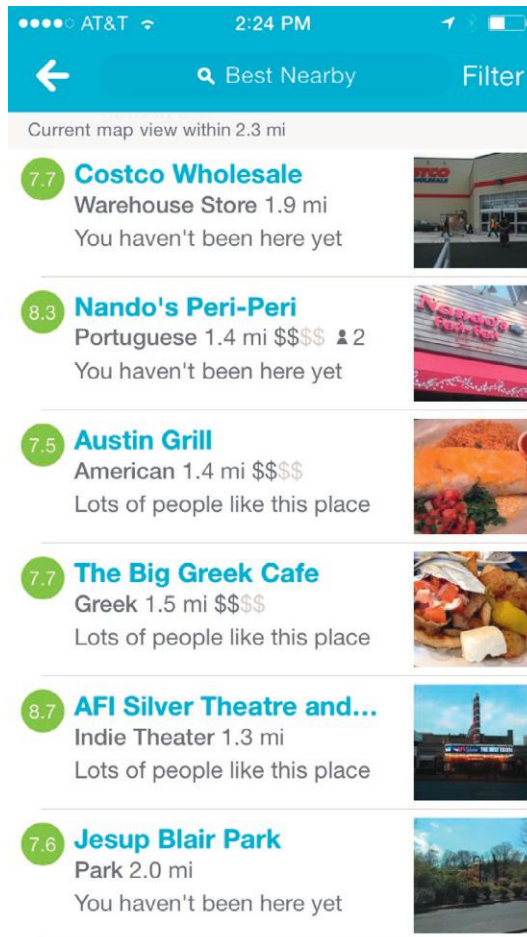 AT&T 2:24 PM
Best Nearby Filter
Current map view within 2.3 mi
7.7 Costco Wholesale
Warehouse Store 1.9 mi
You haven't been here yet
8.3 Nando's Peri-Peri
Portuguese 1.4 mi $$$$ 2
You haven't been here yet
Nando's
Peri-Peri
7.5 Austin Grill
American 1.4 mi $$$$
Lots of people like this place
7.7 The Big Greek Cafe
Greek 1.5 mi $$$$
Lots of people like this place
8.7 AFI Silver Theatre and...
Indie Theater 1.3 mi
Lots of people like this place
7.6 Jesup Blair Park
Park 2.0 mi
You haven't been here yet